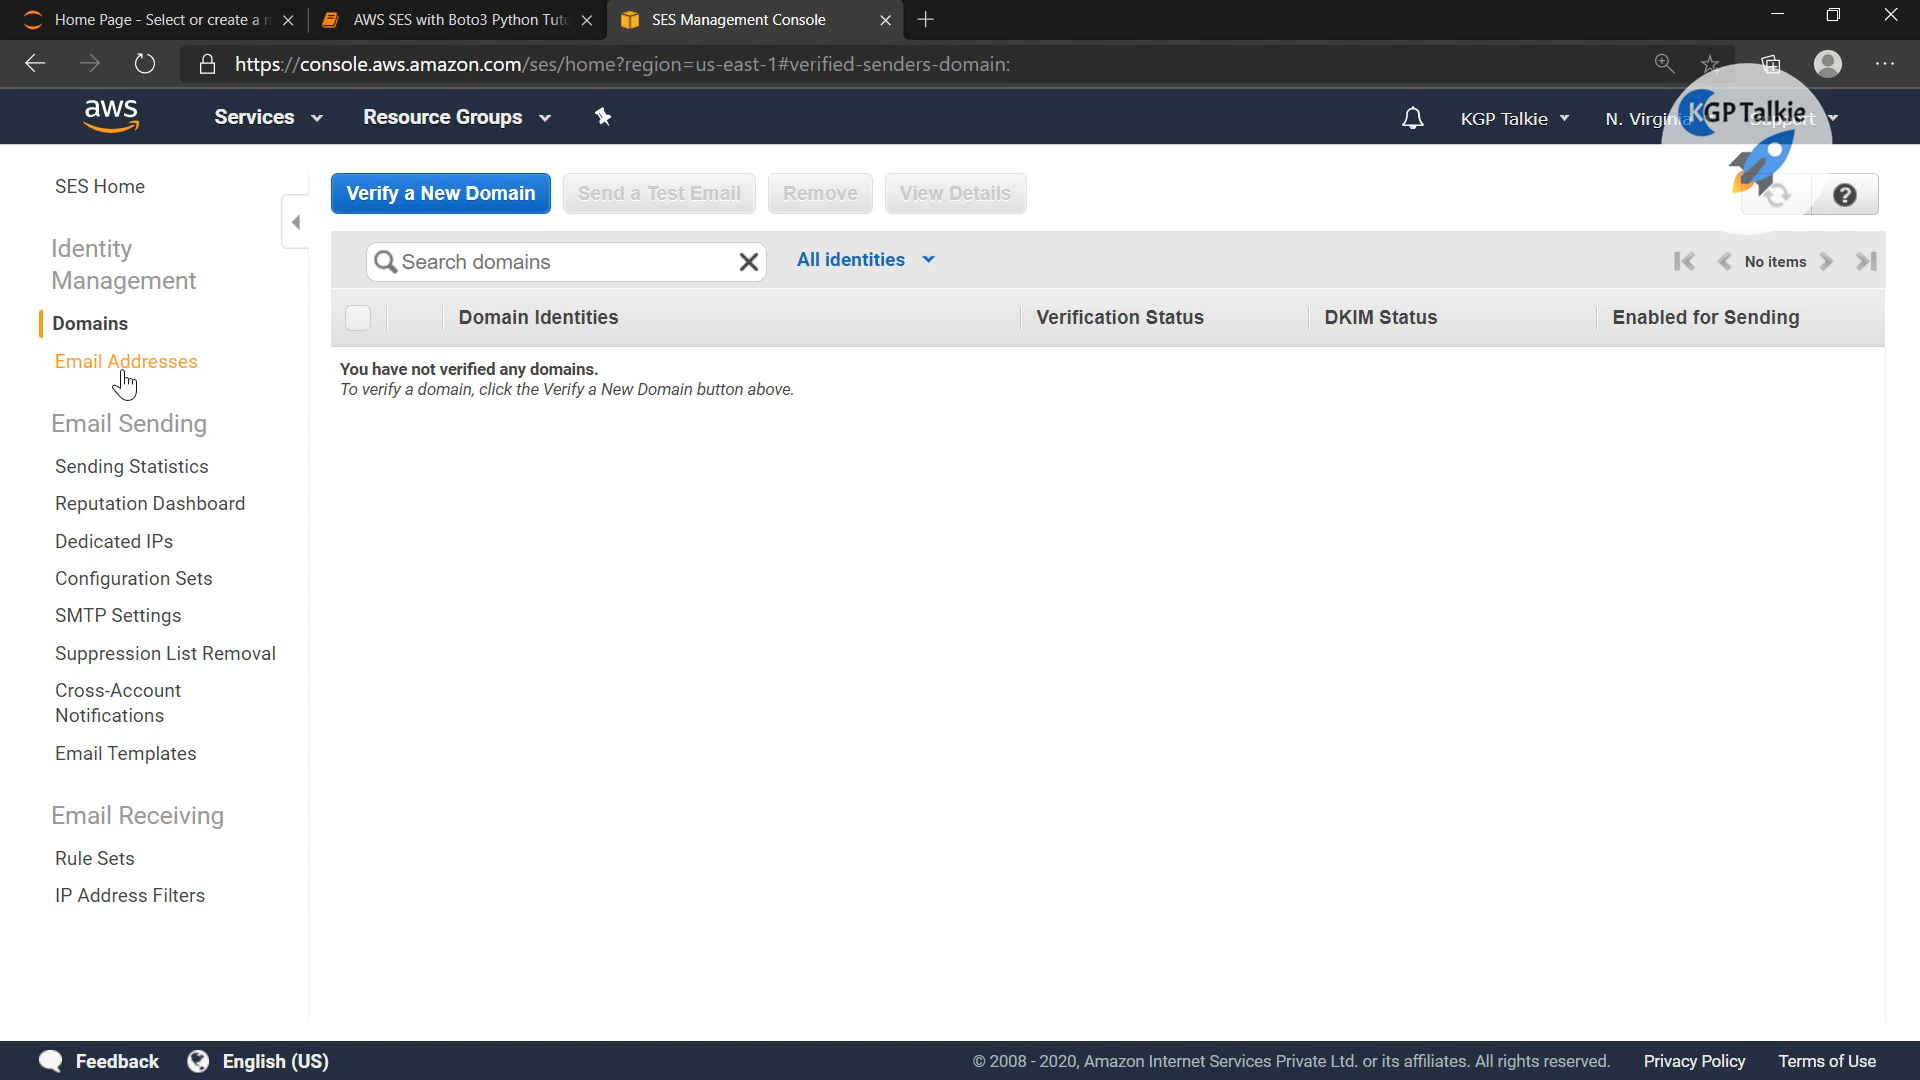 Home Page - Select or create a
AWS SES with Boto3 Python Tut
SES Management Console
https://console.aws.amazon.com/ses/home?region=us-east-1#verified-senders-domain:
aws
Services
Resource Groups
KGP Talkie
N. Virginia
Support
KGP Talkie
SES Home
Verify a New Domain
Send a Test Email
Remove
View Details
?
Identity
Management
Domains
Email Addresses
Email Sending
Sending Statistics
Reputation Dashboard
Dedicated IPs
Configuration Sets
SMTP Settings
Suppression List Removal
Cross-Account
Notifications
Email Templates
Email Receiving
Rule Sets
IP Address Filters
Search domains
All identities
No items
Domain Identities
Verification Status
DKIM Status
Enabled for Sending
You have not verified any domains.
To verify a domain, click the Verify a New Domain button above.
Feedback
English (US)
© 2008 - 2020, Amazon Internet Services Private Ltd. or its affiliates. All rights reserved.
Privacy Policy
Terms of Use